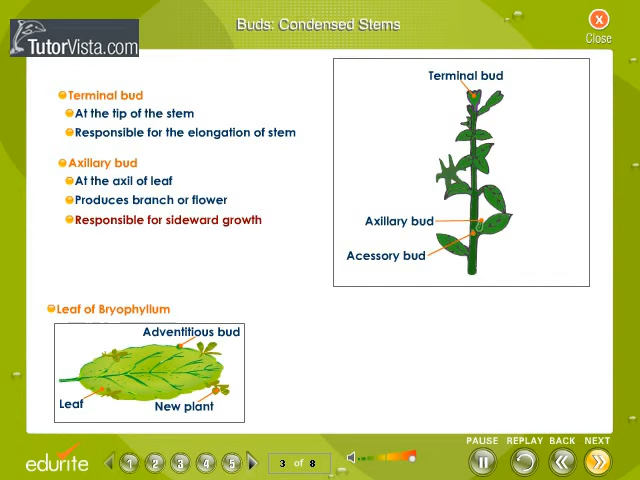 Buds: Condensed Stems
X
Close
TutorVista.com
Terminal bud
At the tip of the stem
Responsible for the elongation of stem
Axillary bud
At the axil of leaf
Produces branch or flower
Responsible for sideward growth
Terminal bud
Axillary bud
Acessory bud
Leaf of Bryophyllum
Adventitious bud
Leaf
New plant
PAUSE REPLAY BACK NEXT
edurite
1 2 3 4 5
3 of 8